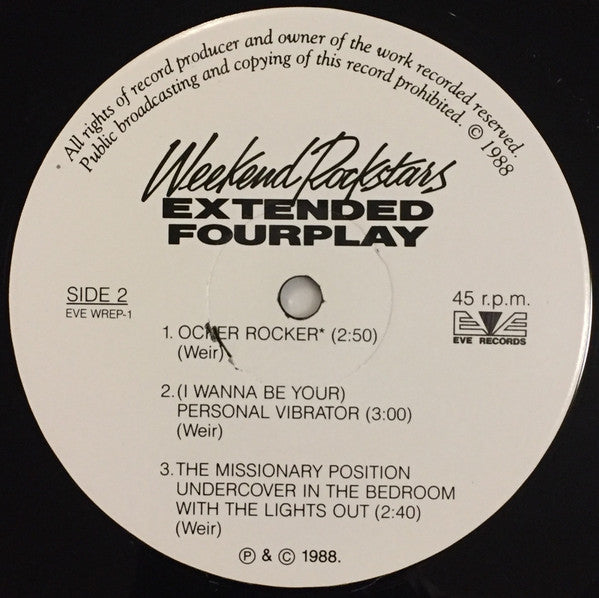 All rights of record producer and owner of the work recorded reserved.
Public broadcasting and copying of this record prohibited. © 1988
Weekend Rockstars
EXTENDED
FOURPLAY
SIDE 2
EVE WREP-1
45 r.p.m.
EVE
EVE RECORDS
1. OCKER ROCKER* (2:50)
(Weir)
2. (I WANNA BE YOUR)
PERSONAL VIBRATOR (3:00)
(Weir)
3. THE MISSIONARY POSITION
UNDERCOVER IN THE BEDROOM
WITH THE LIGHTS OUT (2:40)
(Weir)
℗ & © 1988.